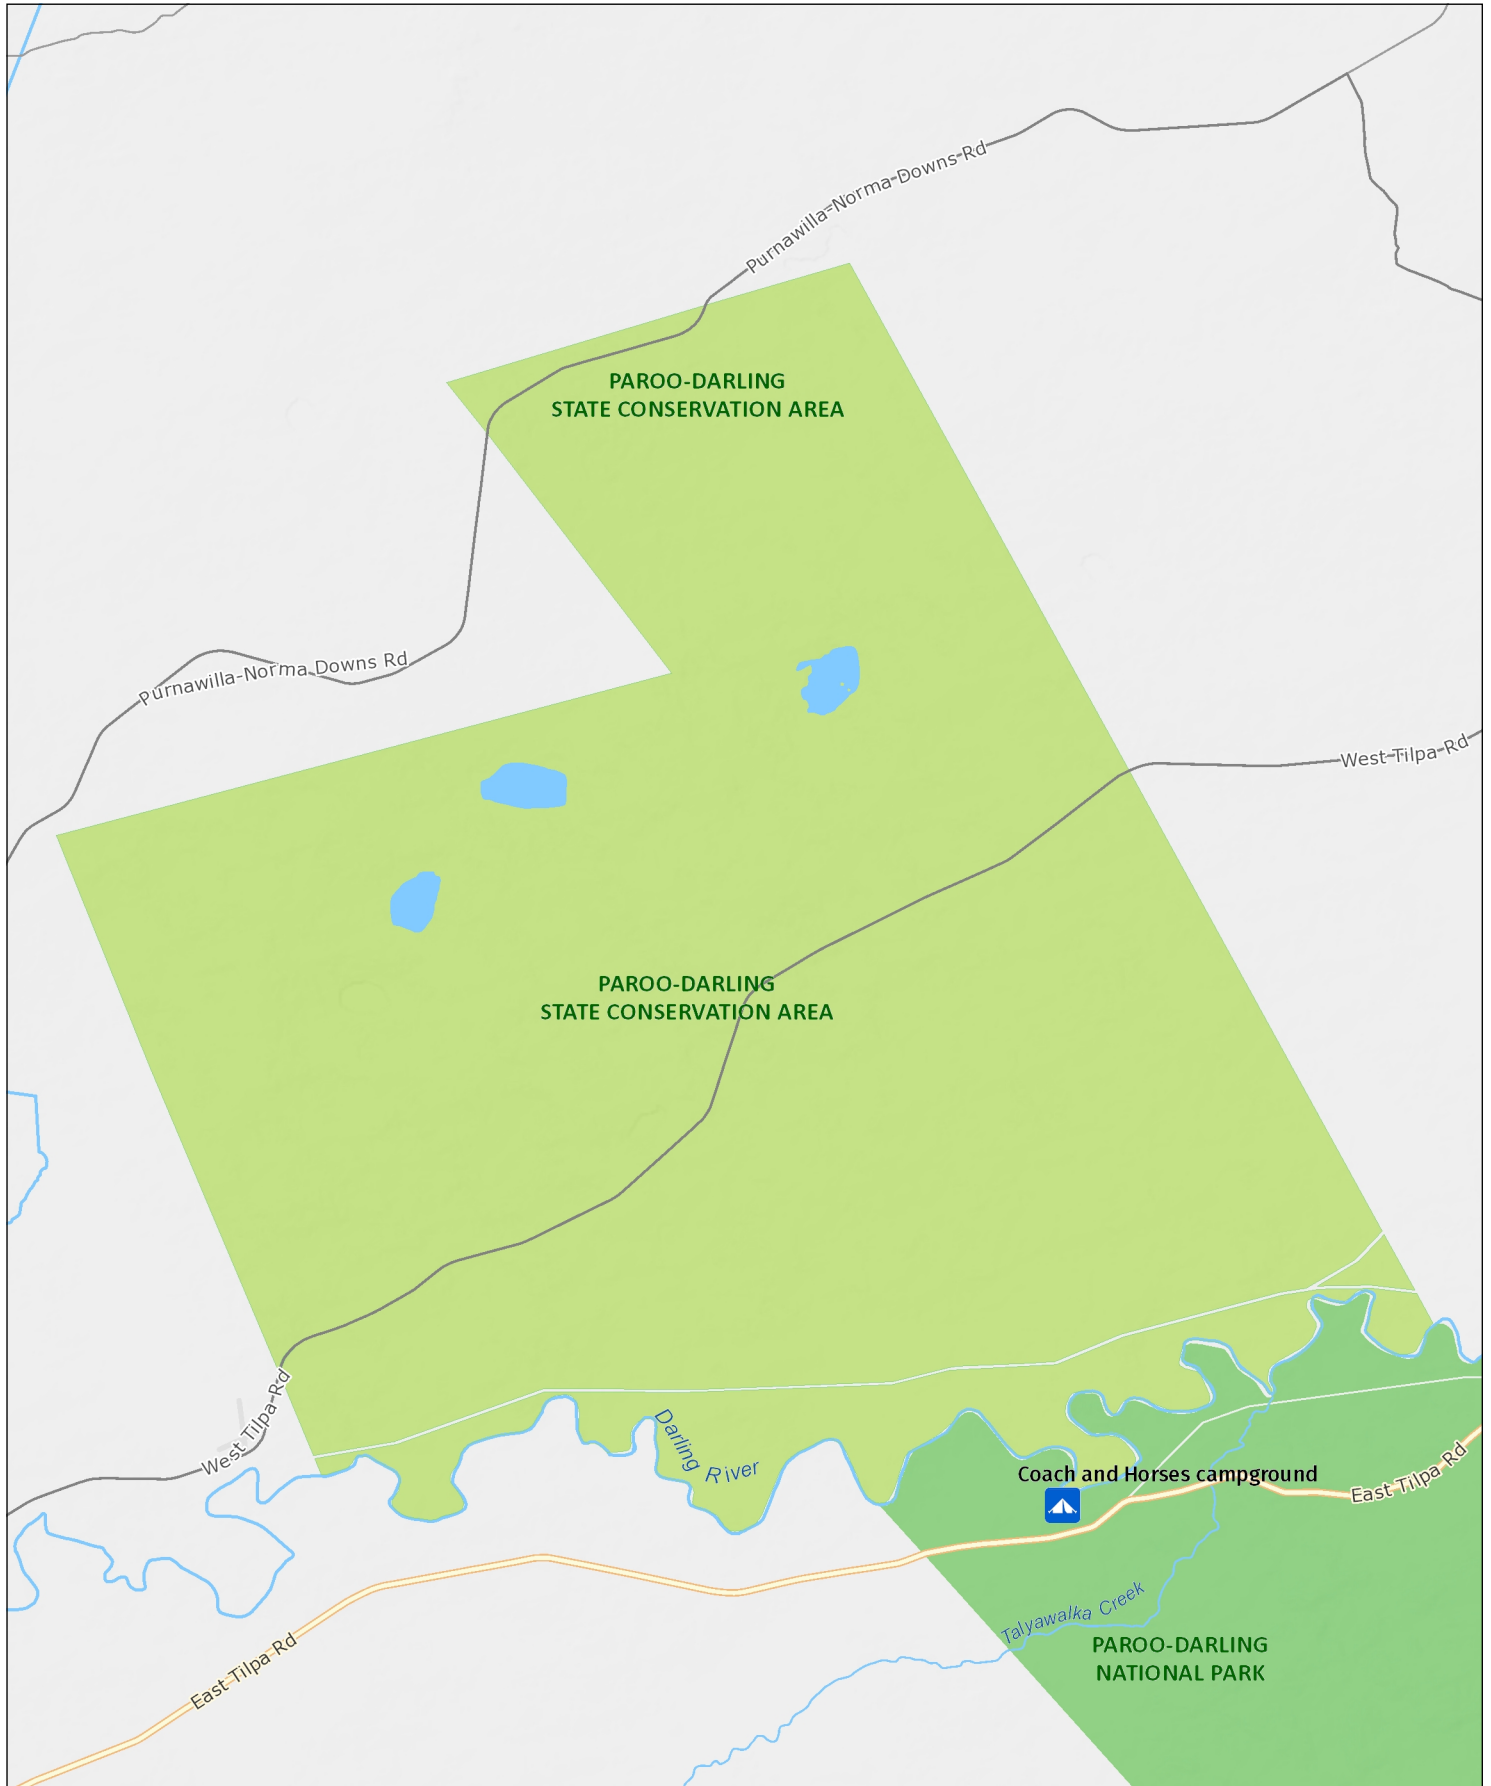 Purnawilla-Norma-Downs-Rd
PAROO-DARLING
STATE CONSERVATION AREA
Purnawilla-Norma Downs Rd
West-Tilpa-Rd
PAROO-DARLING
STATE CONSERVATION AREA
West Tilpa-Rd
Darling River
Coach and Horses campground
East Tilpa Rd
Talyawalka Creek
PAROO-DARLING
NATIONAL PARK
East Tilpa Rd